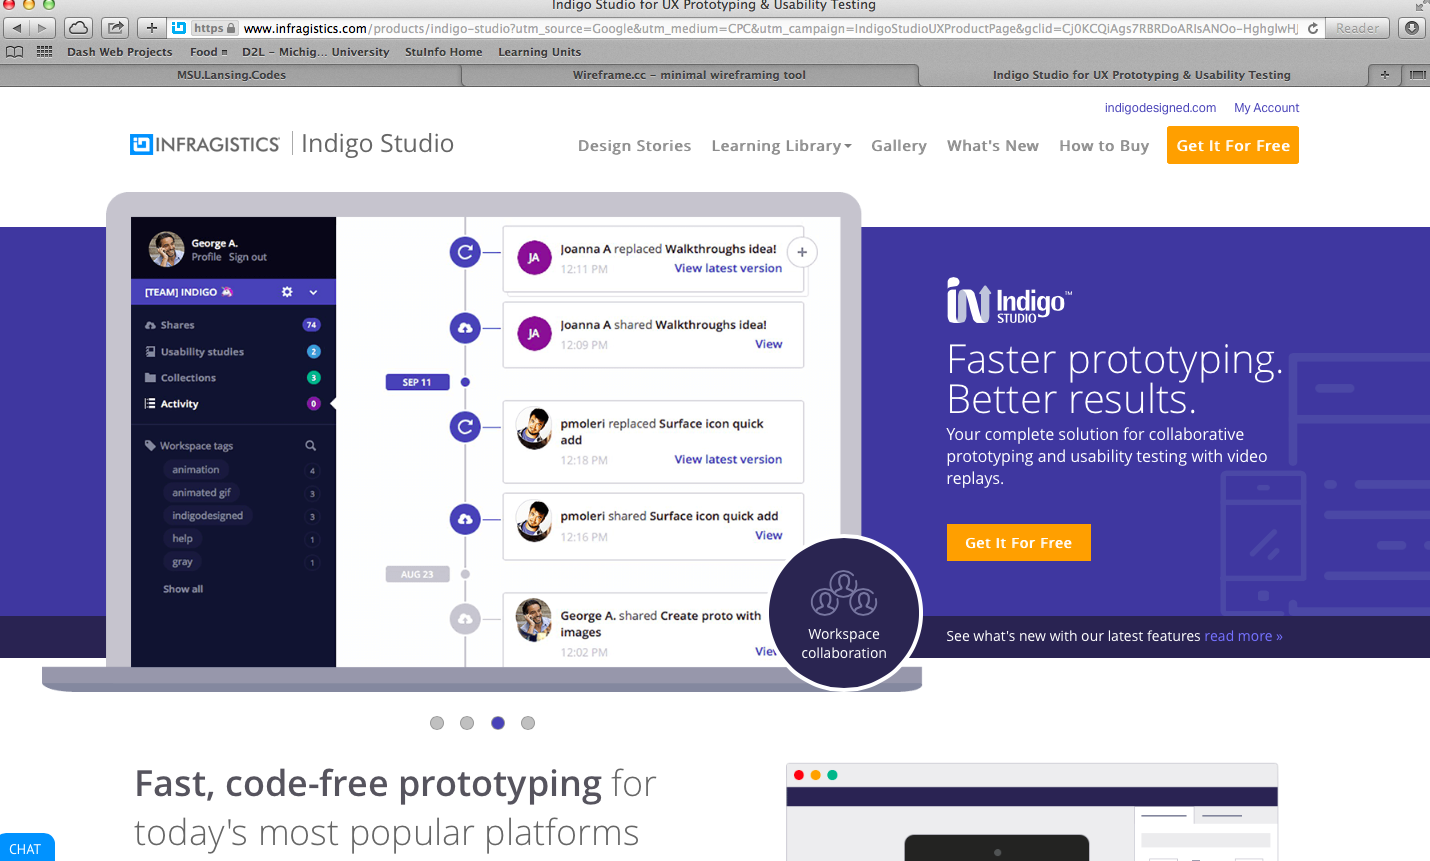 Indigo Studio for UX Prototyping & Usability Testing
https www.infragistics.com/products/indigo-studio?utm_source=Google&utm_medium=CPC&utm_campaign=IndigoStudioUXProductPage&gclid=Cj0KCQiAgs7RBRDoARIsANOo-HghglwHJ Reader
Dash Web Projects Food = D2L – Michig... University StuInfo Home Learning Units
MSU.Lansing.Codes Wireframe.cc – minimal wireframing tool Indigo Studio for UX Prototyping & Usability Testing
indigodesigned.com My Account
INFRAGISTICS Indigo Studio Design Stories Learning Library What's New Gallery How to Buy Get It For Free
George A.
Profile Sign out
[TEAM] INDIGO
Shares 74
Usability studies 2
Collections 3
Activity 0
Workspace tags
animation 4
animated gif 3
indigodesigned 3
help 1
gray 1
Show all
JA Joanna A replaced Walkthroughs idea!
12:11 PM View latest version
JA Joanna A shared Walkthroughs idea!
12:09 PM View
SEP 11
pmoleri replaced Surface icon quick
add
12:18 PM View latest version
pmoleri shared Surface icon quick add
12:16 PM View
AUG 23
George A. shared Create proto with
images
12:02 PM View
Workspace
collaboration
IN Indigo™
STUDIO
Faster prototyping.
Better results.
Your complete solution for collaborative
prototyping and usability testing with video
replays.
Get It For Free
See what's new with our latest features read more »
Fast, code-free prototyping for
today's most popular platforms
CHAT